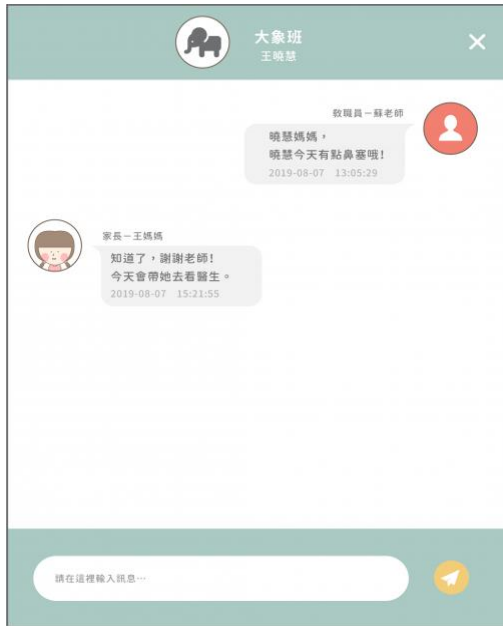 大象班
王曉慧
教職員－蘇老師
曉慧媽媽，
曉慧今天有點鼻塞哦!
2019-08-07 13:05:29
家長－王媽媽
知道了，謝謝老師!
今天會帶她去看醫生。
2019-08-07 15:21:55
請在這裡輸入訊息…